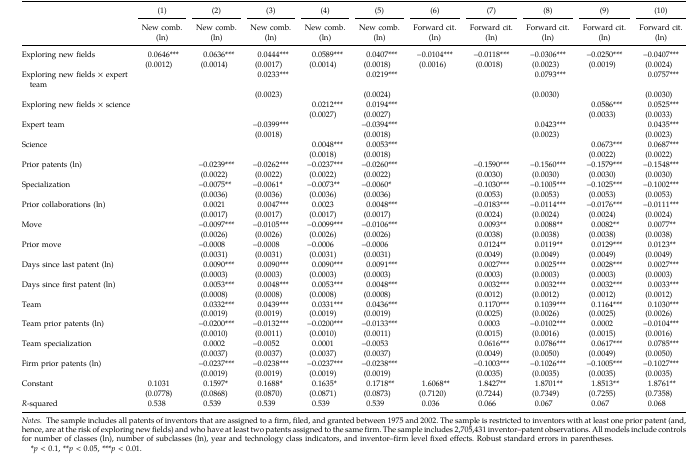 (1) (2) (3) (4) (5) (6) (7) (8) (9) (10)
New comb. New comb. New comb. New comb. New comb. Forward cit. Forward cit. Forward cit. Forward cit. Forward cit.
(ln) (ln) (ln) (ln) (ln) (ln) (ln) (ln) (ln) (ln)
Exploring new fields 0.0646*** 0.0636*** 0.0444*** 0.0589*** 0.0407*** −0.0104*** −0.0118*** −0.0306*** −0.0250*** −0.0407***
(0.0012) (0.0014) (0.0017) (0.0014) (0.0018) (0.0016) (0.0018) (0.0023) (0.0019) (0.0024)
Exploring new fields × expert 0.0233*** 0.0219*** 0.0793*** 0.0757***
team
(0.0023) (0.0024) (0.0030) (0.0030)
Exploring new fields × science 0.0212*** 0.0194*** 0.0586*** 0.0525***
(0.0027) (0.0027) (0.0033) (0.0033)
Expert team −0.0399*** −0.0394*** 0.0423*** 0.0435***
(0.0018) (0.0018) (0.0023) (0.0023)
Science 0.0048*** 0.0053*** 0.0673*** 0.0687***
(0.0018) (0.0018) (0.0022) (0.0022)
Prior patents (ln) −0.0239*** −0.0262*** −0.0237*** −0.0260*** −0.1590*** −0.1560*** −0.1579*** −0.1548***
(0.0022) (0.0022) (0.0022) (0.0022) (0.0030) (0.0030) (0.0030) (0.0030)
Specialization −0.0075** −0.0061* −0.0073** −0.0060* −0.1030*** −0.1005*** −0.1025*** −0.1002***
(0.0036) (0.0036) (0.0036) (0.0036) (0.0053) (0.0053) (0.0053) (0.0053)
Prior collaborations (ln) 0.0021 0.0047*** 0.0023 0.0048*** −0.0183*** −0.0114*** −0.0176*** −0.0111***
(0.0017) (0.0017) (0.0017) (0.0017) (0.0024) (0.0024) (0.0024) (0.0024)
Move −0.0097*** −0.0105*** −0.0099*** −0.0106*** 0.0093** 0.0088** 0.0082** 0.0077**
(0.0026) (0.0026) (0.0026) (0.0026) (0.0038) (0.0038) (0.0038) (0.0038)
Prior move −0.0008 −0.0008 −0.0006 −0.0006 0.0124** 0.0119** 0.0129*** 0.0123**
(0.0031) (0.0031) (0.0031) (0.0031) (0.0049) (0.0049) (0.0049) (0.0049)
Days since last patent (ln) 0.0090*** 0.0090*** 0.0090*** 0.0091*** 0.0027*** 0.0025*** 0.0028*** 0.0027***
(0.0003) (0.0003) (0.0003) (0.0003) (0.0004) (0.0004) (0.0004) (0.0004)
Days since first patent (ln) 0.0053*** 0.0048*** 0.0053*** 0.0048*** 0.0032*** 0.0032*** 0.0032*** 0.0033***
(0.0008) (0.0008) (0.0008) (0.0008) (0.0012) (0.0012) (0.0012) (0.0012)
Team 0.0332*** 0.0439*** 0.0331*** 0.0436*** 0.1170*** 0.1039*** 0.1164*** 0.1030***
(0.0019) (0.0019) (0.0019) (0.0019) (0.0025) (0.0026) (0.0025) (0.0026)
Team prior patents (ln) −0.0200*** −0.0132*** −0.0200*** −0.0133*** 0.0003 −0.0102*** 0.0002 −0.0104***
(0.0010) (0.0011) (0.0010) (0.0011) (0.0015) (0.0016) (0.0015) (0.0016)
Team specialization 0.0002 −0.0052 0.0001 −0.0053 0.0616*** 0.0786*** 0.0617*** 0.0785***
(0.0037) (0.0037) (0.0037) (0.0037) (0.0049) (0.0050) (0.0049) (0.0050)
Firm prior patents (ln) −0.0237*** −0.0238*** −0.0237*** −0.0238*** −0.1003*** −0.1026*** −0.1005*** −0.1027***
(0.0019) (0.0019) (0.0019) (0.0019) (0.0035) (0.0035) (0.0035) (0.0035)
Constant 0.1031 0.1597* 0.1688* 0.1635* 0.1718** 1.6068** 1.8427** 1.8701** 1.8513** 1.8761**
(0.0778) (0.0868) (0.0870) (0.0871) (0.0873) (0.7120) (0.7244) (0.7349) (0.7255) (0.7358)
R-squared 0.538 0.539 0.539 0.539 0.539 0.036 0.066 0.067 0.067 0.068
Notes. The sample includes all patents of inventors that are assigned to a firm, filed, and granted between 1975 and 2002. The sample is restricted to inventors with at least one prior patent (and,
hence, are at the risk of exploring new fields) and who have at least two patents assigned to the same firm. The sample includes 2,705,431 inventor–patent observations. All models include controls
for number of classes (ln), number of subclasses (ln), year and technology class indicators, and inventor–firm level fixed effects. Robust standard errors in parentheses.
*p < 0.1, **p < 0.05, ***p < 0.01.